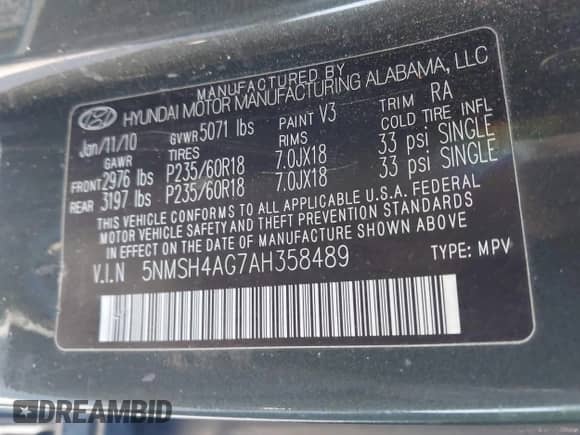 MANUFACTURED BY
HYUNDAI MOTOR MANUFACTURING ALABAMA, LLC
Jan/11/10 GVWR 5071 lbs PAINT V3 TRIM RA
GAWR TIRES RIMS COLD TIRE INFL
FRONT 2976 lbs P235/60R18 7.0JX18 33 psi SINGLE
REAR 3197 lbs P235/60R18 7.0JX18 33 psi SINGLE
THIS VEHICLE CONFORMS TO ALL APPLICABLE U.S.A. FEDERAL
MOTOR VEHICLE SAFETY AND THEFT PREVENTION STANDARDS
IN EFFECT ON THE DATE OF MANUFACTURE SHOWN ABOVE
V.I.N 5NMSH4AG7AH358489 TYPE: MPV
DREAMBID